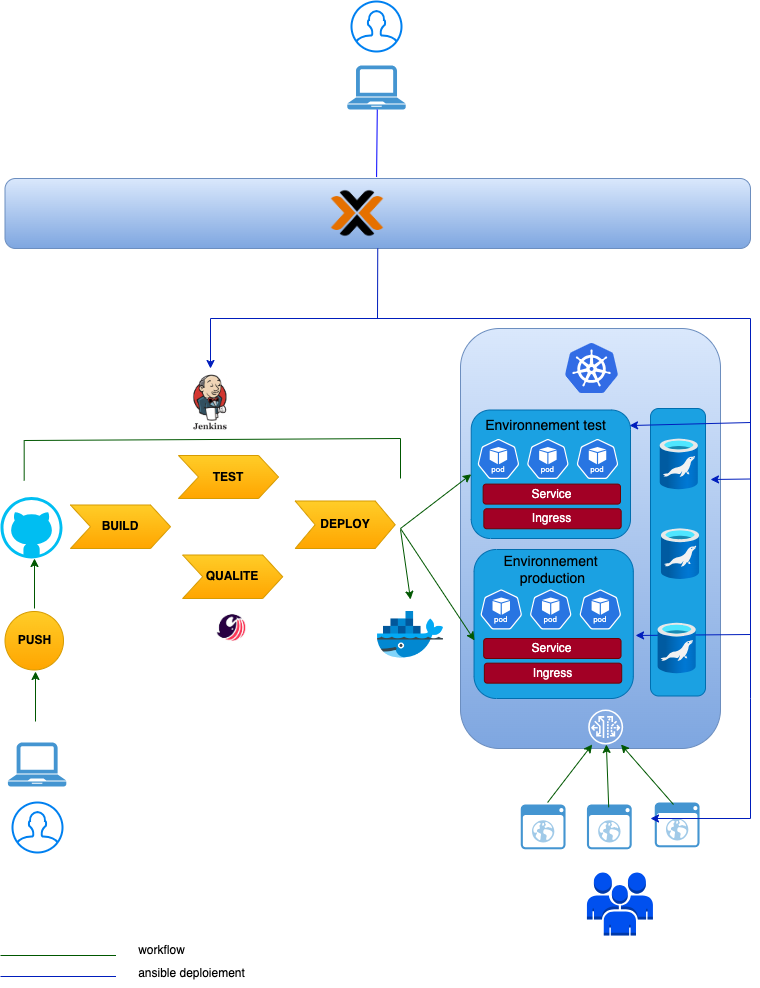 Jenkins
Environnement test
pod pod pod
Service
Ingress
TEST
BUILD
DEPLOY
QUALITE
Environnement
production
pod pod pod
Service
Ingress
PUSH
workflow
ansible deploiement